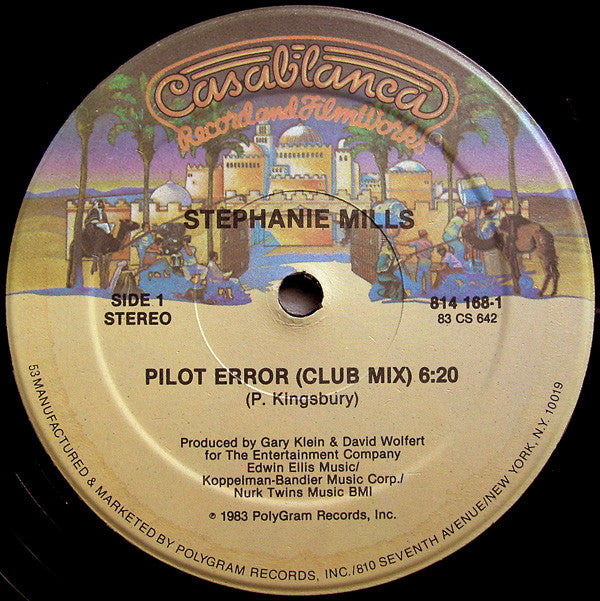 Casablanca
Record and FilmWorks
STEPHANIE MILLS
SIDE 1
STEREO
814 168-1
83 CS 642
PILOT ERROR (CLUB MIX) 6:20
(P. Kingsbury)
Produced by Gary Klein & David Wolfert
for The Entertainment Company
Edwin Ellis Music/
Koppelman-Bandier Music Corp./
Nurk Twins Music BMI
℗ 1983 PolyGram Records, Inc.
53 MANUFACTURED & MARKETED BY POLYGRAM RECORDS, INC./810 SEVENTH AVENUE/NEW YORK, N.Y. 10019